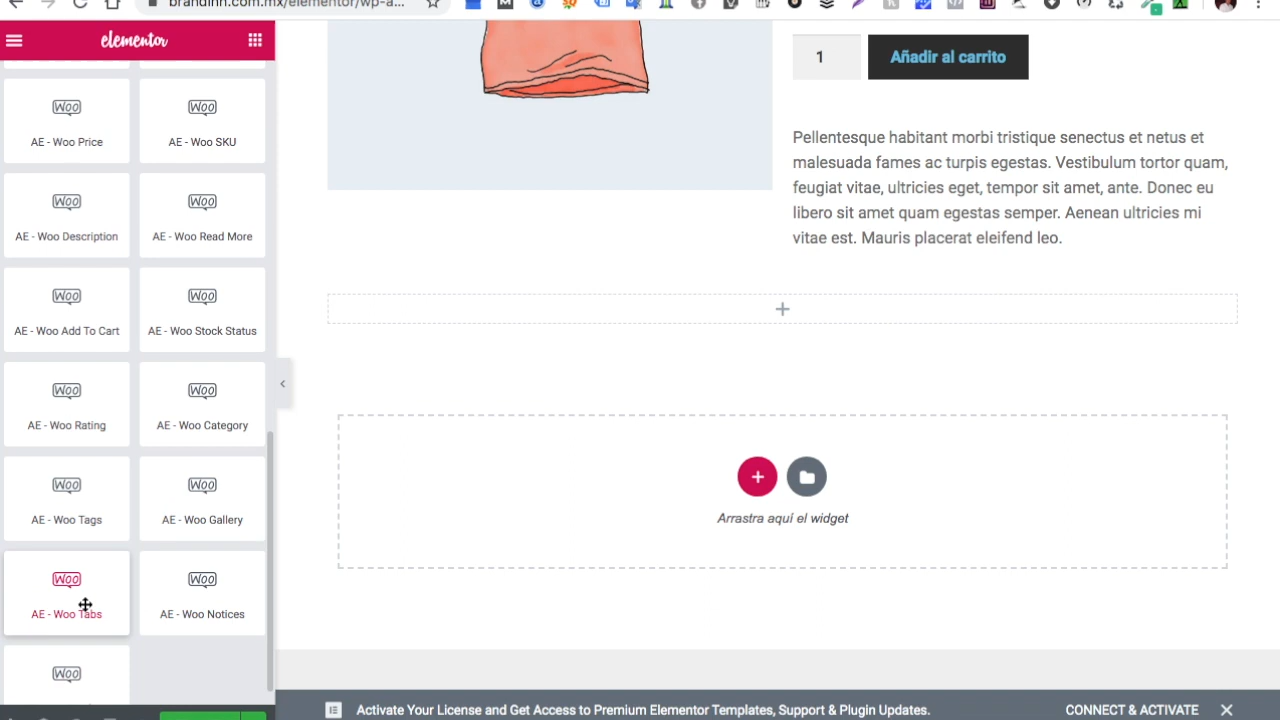 brandinn.com.mx/elementor/wp-a...
elementor
AE - Woo Price
AE - Woo SKU
AE - Woo Description
AE - Woo Read More
AE - Woo Add To Cart
AE - Woo Stock Status
AE - Woo Rating
AE - Woo Category
AE - Woo Tags
AE - Woo Gallery
AE - Woo Tabs
AE - Woo Notices
1
Añadir al carrito
Pellentesque habitant morbi tristique senectus et netus et
malesuada fames ac turpis egestas. Vestibulum tortor quam,
feugiat vitae, ultricies eget, tempor sit amet, ante. Donec eu
libero sit amet quam egestas semper. Aenean ultricies mi
vitae est. Mauris placerat eleifend leo.
Arrastra aquí el widget
Activate Your License and Get Access to Premium Elementor Templates, Support & Plugin Updates.
CONNECT & ACTIVATE